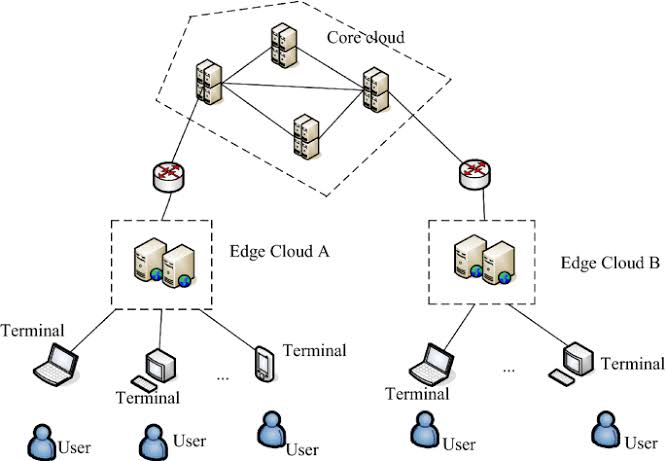 Core cloud
Edge Cloud A
Edge Cloud B
Terminal
Terminal
Terminal
...
Terminal
...
Terminal
User
User
User
User
User